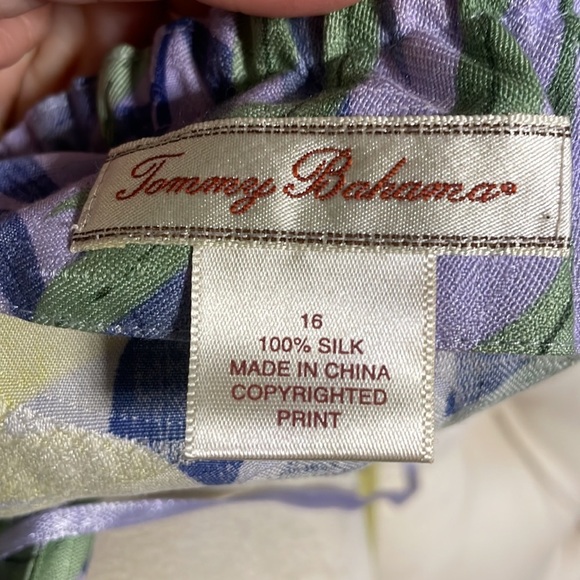 Tommy Bahama®
16
100% SILK
MADE IN CHINA
COPYRIGHTED
PRINT